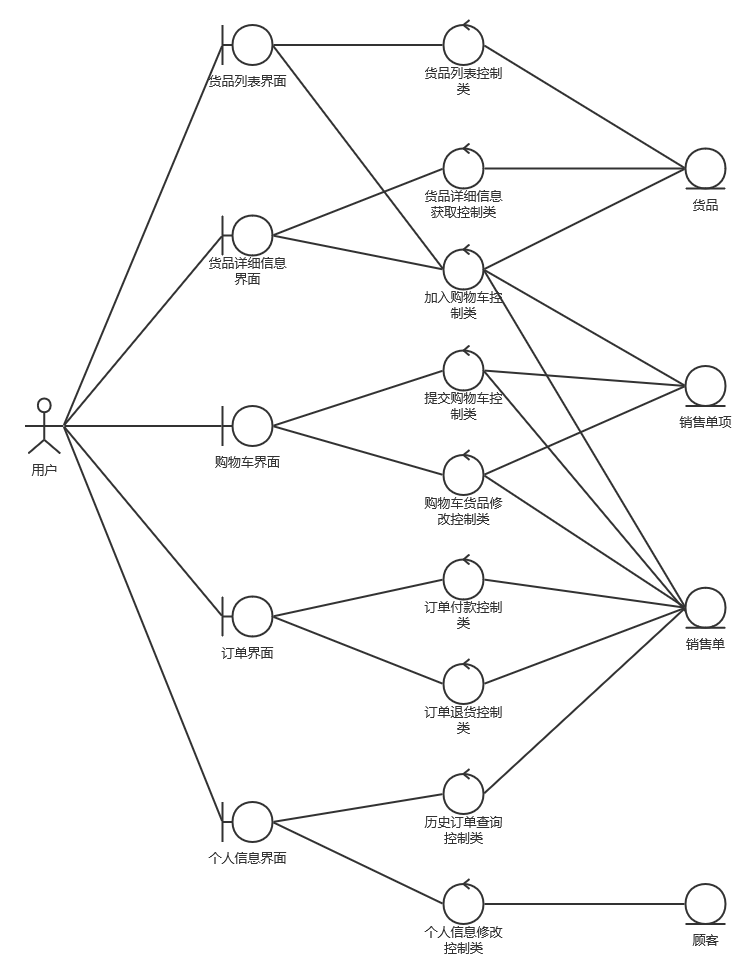 货品列表界面
货品列表控制
类
货品详细信息
获取控制类
货品
货品详细信息
界面
加入购物车控
制类
提交购物车控
制类
销售单项
用户
购物车界面
购物车货品修
改控制类
订单付款控制
类
订单界面
销售单
订单退货控制
类
历史订单查询
控制类
个人信息界面
个人信息修改
控制类
顾客